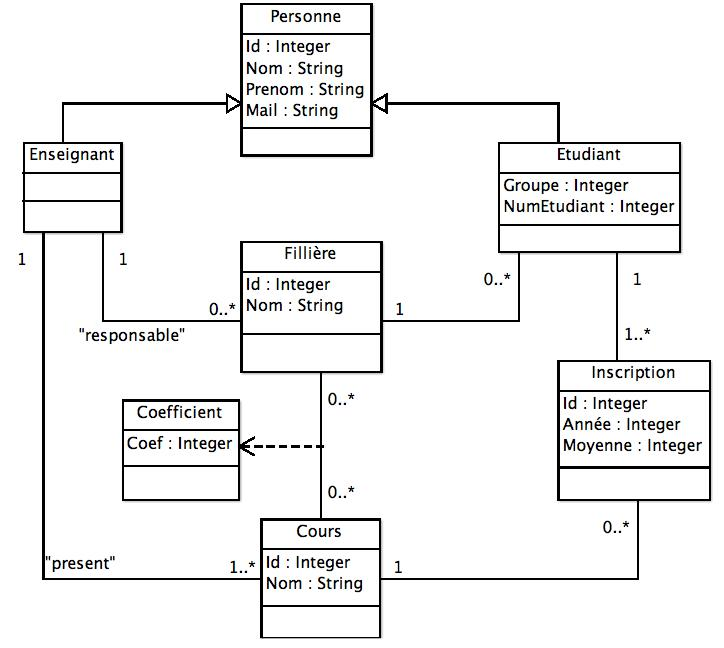 Personne
Id : Integer
Nom : String
Prenom : String
Mail : String
Enseignant
Etudiant
Groupe : Integer
NumEtudiant : Integer
1
1
Fillière
Id : Integer
Nom : String
0..*
1
0..*
1
"responsable"
1..*
Inscription
Id : Integer
Année : Integer
Moyenne : Integer
0..*
Coefficient
Coef : Integer
0..*
0..*
Cours
Id : Integer
Nom : String
"present"
1..*
1